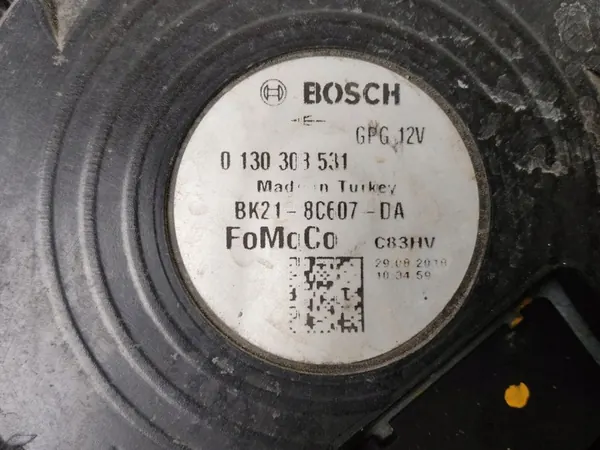 BOSCH
-E-
GPG 12V
0 130 303 531
Made in Turkey
BK21-8C607-DA
FoMoCo C83HV
29.08.2018
10:34:59